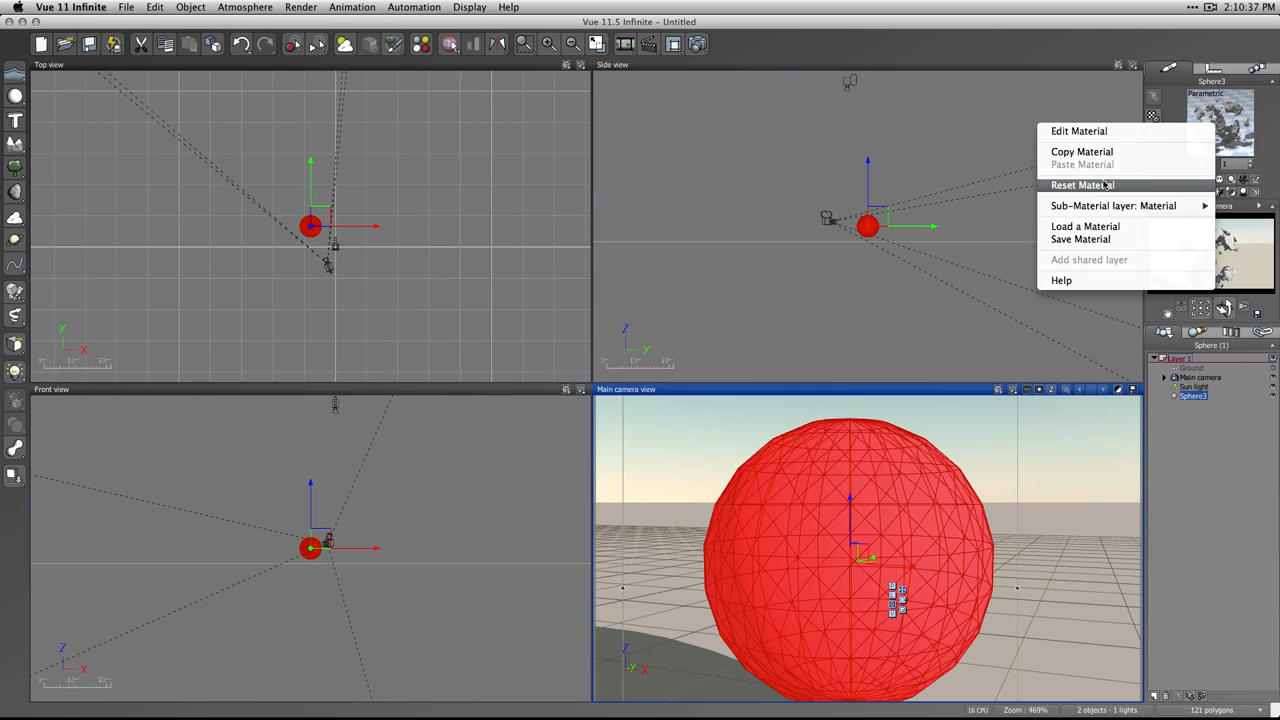 Vue 11 Infinite File Edit Object Atmosphere Render Animation Automation Display Help 2:10:37 PM
Vue 11.5 Infinite - Untitled
Top view
Side view
Sphere3
Parametric
Edit Material
Copy Material
Paste Material
Reset Material
Sub-Material layer: Material
Load a Material
Save Material
Add shared layer
Help
1
Y
X
Z
Y
Sphere (1)
Layer 1
Ground
Main camera
Sun light
Sphere3
Front view
Main camera view
Z
X
Z
Y
X
16 CPU Zoom : 469% 2 objects - 1 lights 121 polygons